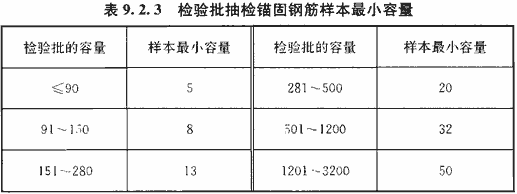 表 9.2.3 检验批抽检锚固钢筋样本最小容量
检验批的容量 样本最小容量 检验批的容量 样本最小容量
≤90 5 281~500 20
91~150 8 501~1200 32
151~280 13 1201~3200 50